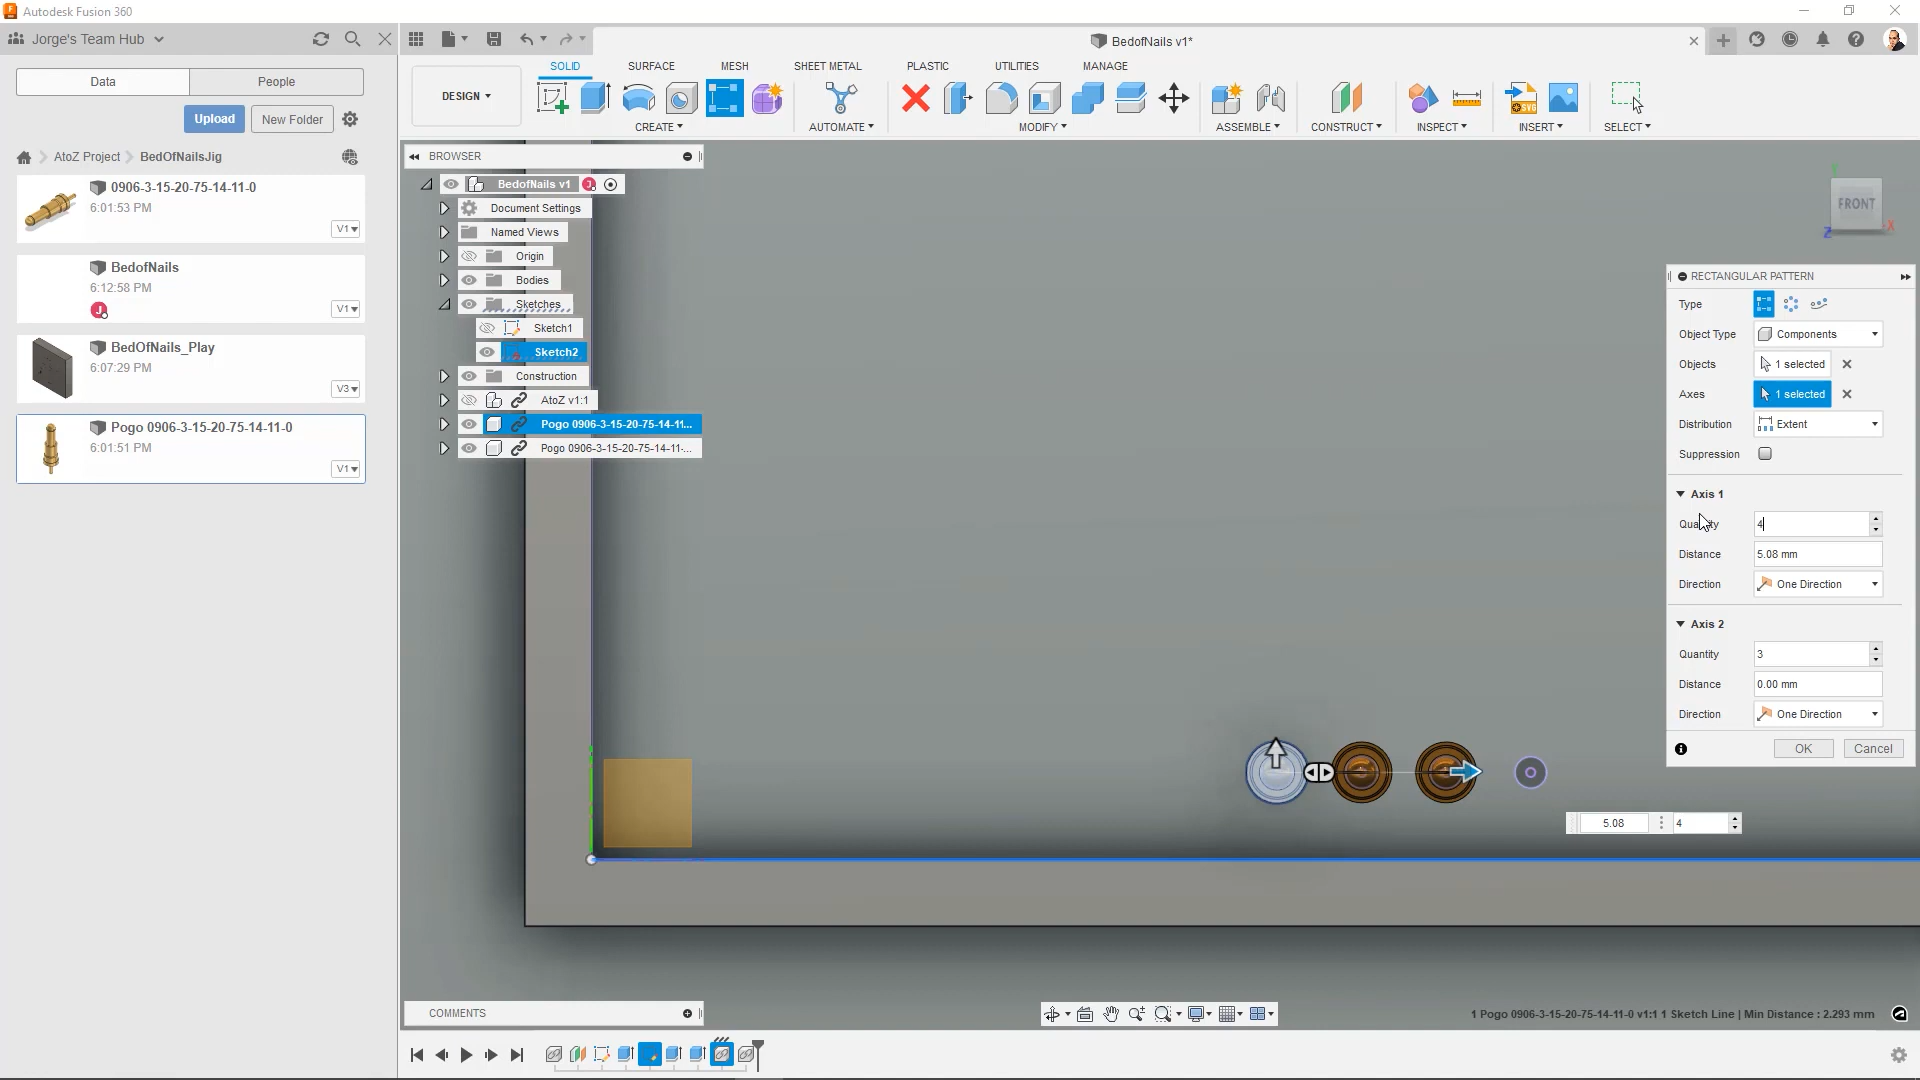 Autodesk Fusion 360
Jorge's Team Hub
BedofNails v1*
Data
People
Upload
New Folder
AtoZ Project
BedOfNailsJig
0906-3-15-20-75-14-11-0
6:01:53 PM
V1
BedofNails
6:12:58 PM
J
V1
BedOfNails_Play
6:07:29 PM
V3
Pogo 0906-3-15-20-75-14-11-0
6:01:51 PM
V1
SOLID
SURFACE
MESH
SHEET METAL
PLASTIC
UTILITIES
MANAGE
DESIGN
CREATE
AUTOMATE
MODIFY
ASSEMBLE
CONSTRUCT
INSPECT
INSERT
SELECT
SVG
BROWSER
BedofNails v1
Document Settings
Named Views
Origin
Bodies
Sketches
Sketch1
Sketch2
Construction
AtoZ v1:1
Pogo 0906-3-15-20-75-14-11...
Pogo 0906-3-15-20-75-14-11-...
FRONT
Z
X
RECTANGULAR PATTERN
Type
Object Type
Components
Objects
1 selected
Axes
1 selected
Distribution
Extent
Suppression
Axis 1
Quantity
4
Distance
5.08 mm
Direction
One Direction
Axis 2
Quantity
3
Distance
0.00 mm
Direction
One Direction
OK
Cancel
5.08
4
COMMENTS
1 Pogo 0906-3-15-20-75-14-11-0 v1:1 1 Sketch Line | Min Distance : 2.293 mm